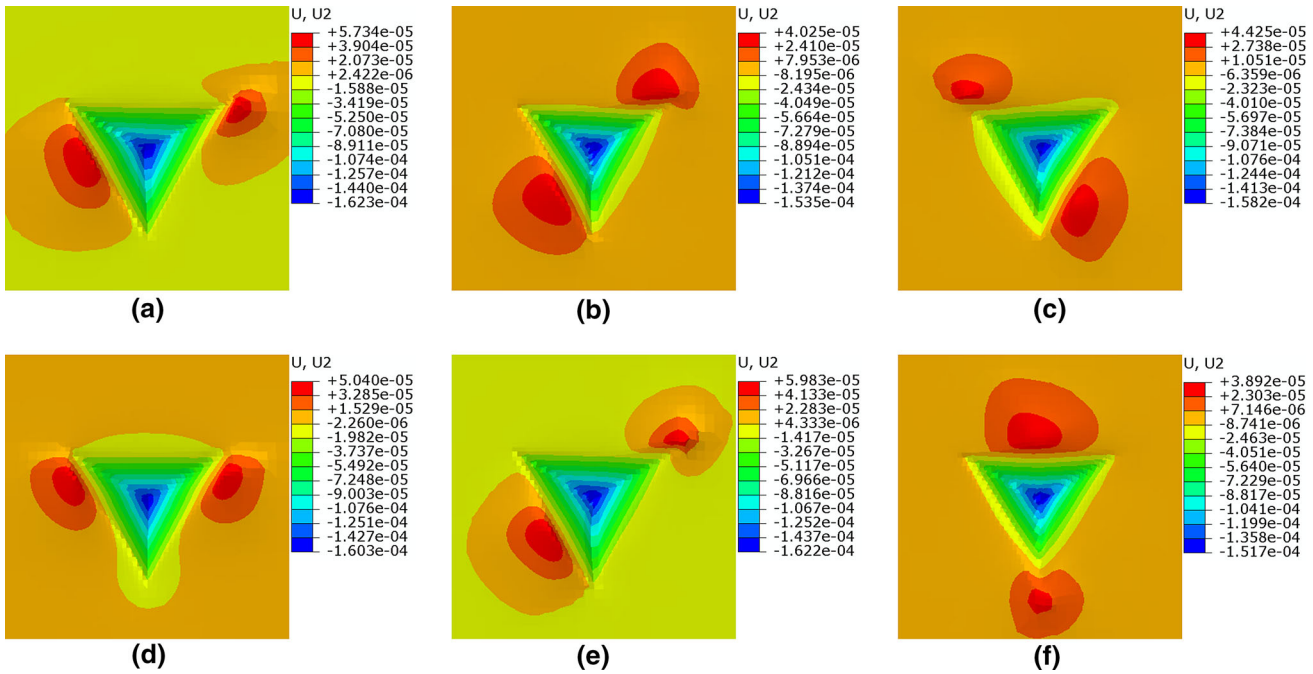 U, U2
+5.734e-05
+3.904e-05
+2.073e-05
+2.422e-06
-1.588e-05
-3.419e-05
-5.250e-05
-7.080e-05
-8.911e-05
-1.074e-04
-1.257e-04
-1.440e-04
-1.623e-04
(a)
U, U2
+4.025e-05
+2.410e-05
+7.953e-06
-8.195e-06
-2.434e-05
-4.049e-05
-5.664e-05
-7.279e-05
-8.894e-05
-1.051e-04
-1.212e-04
-1.374e-04
-1.535e-04
(b)
U, U2
+4.425e-05
+2.738e-05
+1.051e-05
-6.359e-06
-2.323e-05
-4.010e-05
-5.697e-05
-7.384e-05
-9.071e-05
-1.076e-04
-1.244e-04
-1.413e-04
-1.582e-04
(c)
U, U2
+5.040e-05
+3.285e-05
+1.529e-05
-2.260e-06
-1.982e-05
-3.737e-05
-5.492e-05
-7.248e-05
-9.003e-05
-1.076e-04
-1.251e-04
-1.427e-04
-1.603e-04
(d)
U, U2
+5.983e-05
+4.133e-05
+2.283e-05
+4.333e-06
-1.417e-05
-3.267e-05
-5.117e-05
-6.966e-05
-8.816e-05
-1.067e-04
-1.252e-04
-1.437e-04
-1.622e-04
(e)
U, U2
+3.892e-05
+2.303e-05
+7.146e-06
-8.741e-06
-2.463e-05
-4.051e-05
-5.640e-05
-7.229e-05
-8.817e-05
-1.041e-04
-1.199e-04
-1.358e-04
-1.517e-04
(f)